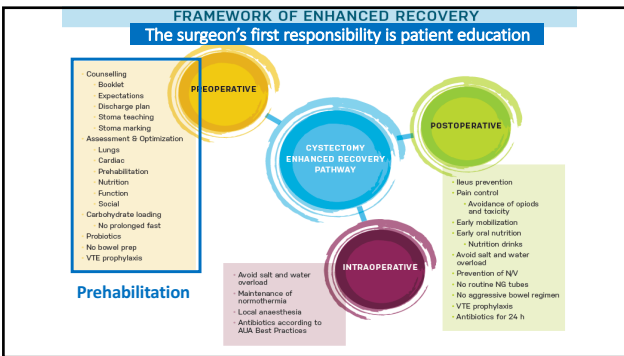 FRAMEWORK OF ENHANCED RECOVERY
The surgeon's first responsibility is patient education
PREOPERATIVE
· Counselling
· Booklet
· Expectations
· Discharge plan
· Stoma teaching
· Stoma marking
· Assessment & Optimization
· Lungs
· Cardiac
· Prehabilitation
· Nutrition
· Function
· Social
· Carbohydrate loading
· No prolonged fast
· Probiotics
· No bowel prep
· VTE prophylaxis
Prehabilitation
CYSTECTOMY
ENHANCED RECOVERY
PATHWAY
INTRAOPERATIVE
· Avoid salt and water
overload
· Maintenance of
normothermia
· Local anaesthesia
· Antibiotics according to
AUA Best Practices
POSTOPERATIVE
· Ileus prevention
· Pain control
· Avoidance of opiods
and toxicity
· Early mobilization
· Early oral nutrition
· Nutrition drinks
· Avoid salt and water
overload
· Prevention of N/V
· No routine NG tubes
· No aggressive bowel regimen
· VTE prophylaxis
· Antibiotics for 24 h